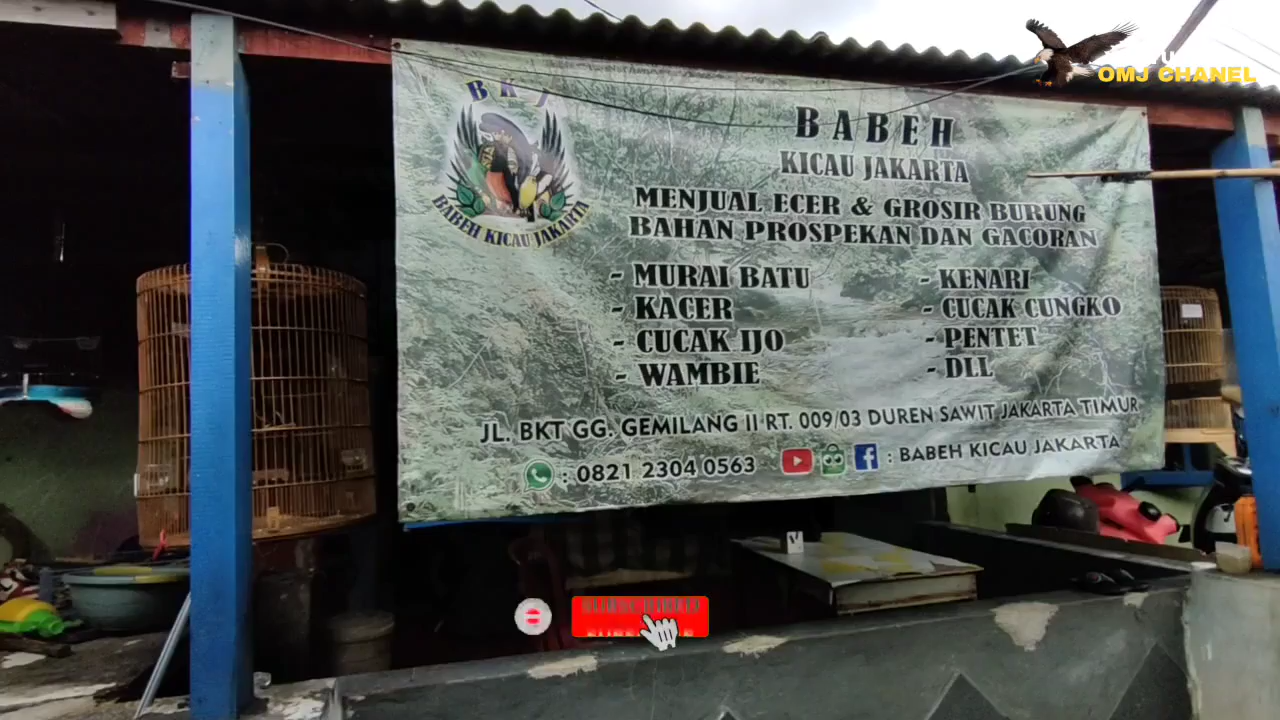 OMJ CHANEL
BKJ
BABEH KICAU JAKARTA
BABEH
KICAU JAKARTA
MENJUAL ECER & GROSIR BURUNG
BAHAN PROSPEKAN DAN GACORAN
- MURAI BATU
- KACER
- CUCAK IJO
- WAMBIE
- KENARI
- CUCAK CUNGKO
- PENTET
- DLL
JL. BKT GG. GEMILANG II RT. 009/03 DUREN SAWIT JAKARTA TIMUR
: 0821 2304 0563
: BABEH KICAU JAKARTA